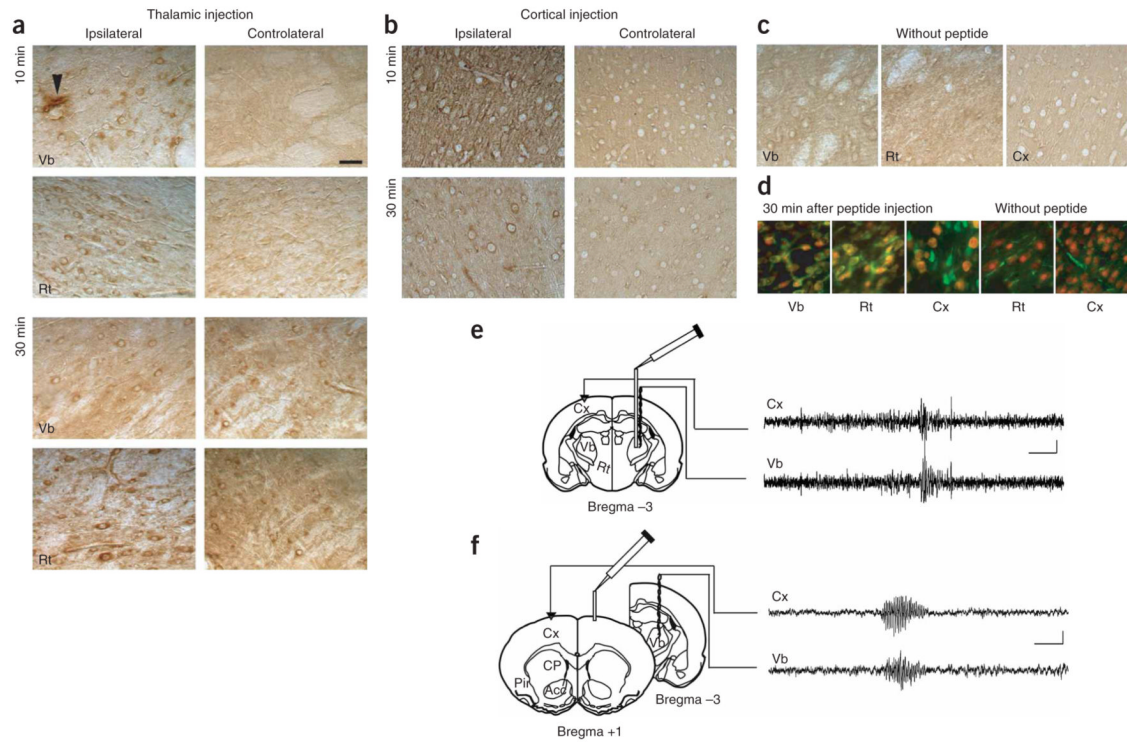 a
Thalamic injection
Ipsilateral
Controlateral
10 min
Vb
Rt
30 min
Vb
Rt
b
Cortical injection
Ipsilateral
Controlateral
10 min
30 min
c
Without peptide
Vb
Rt
Cx
d
30 min after peptide injection
Without peptide
Vb
Rt
Cx
Rt
Cx
e
Cx
Vb
Rt
Bregma –3
Cx
Vb
f
Cx
CP
Pir
Acc
Vb
Bregma –3
Bregma +1
Cx
Vb